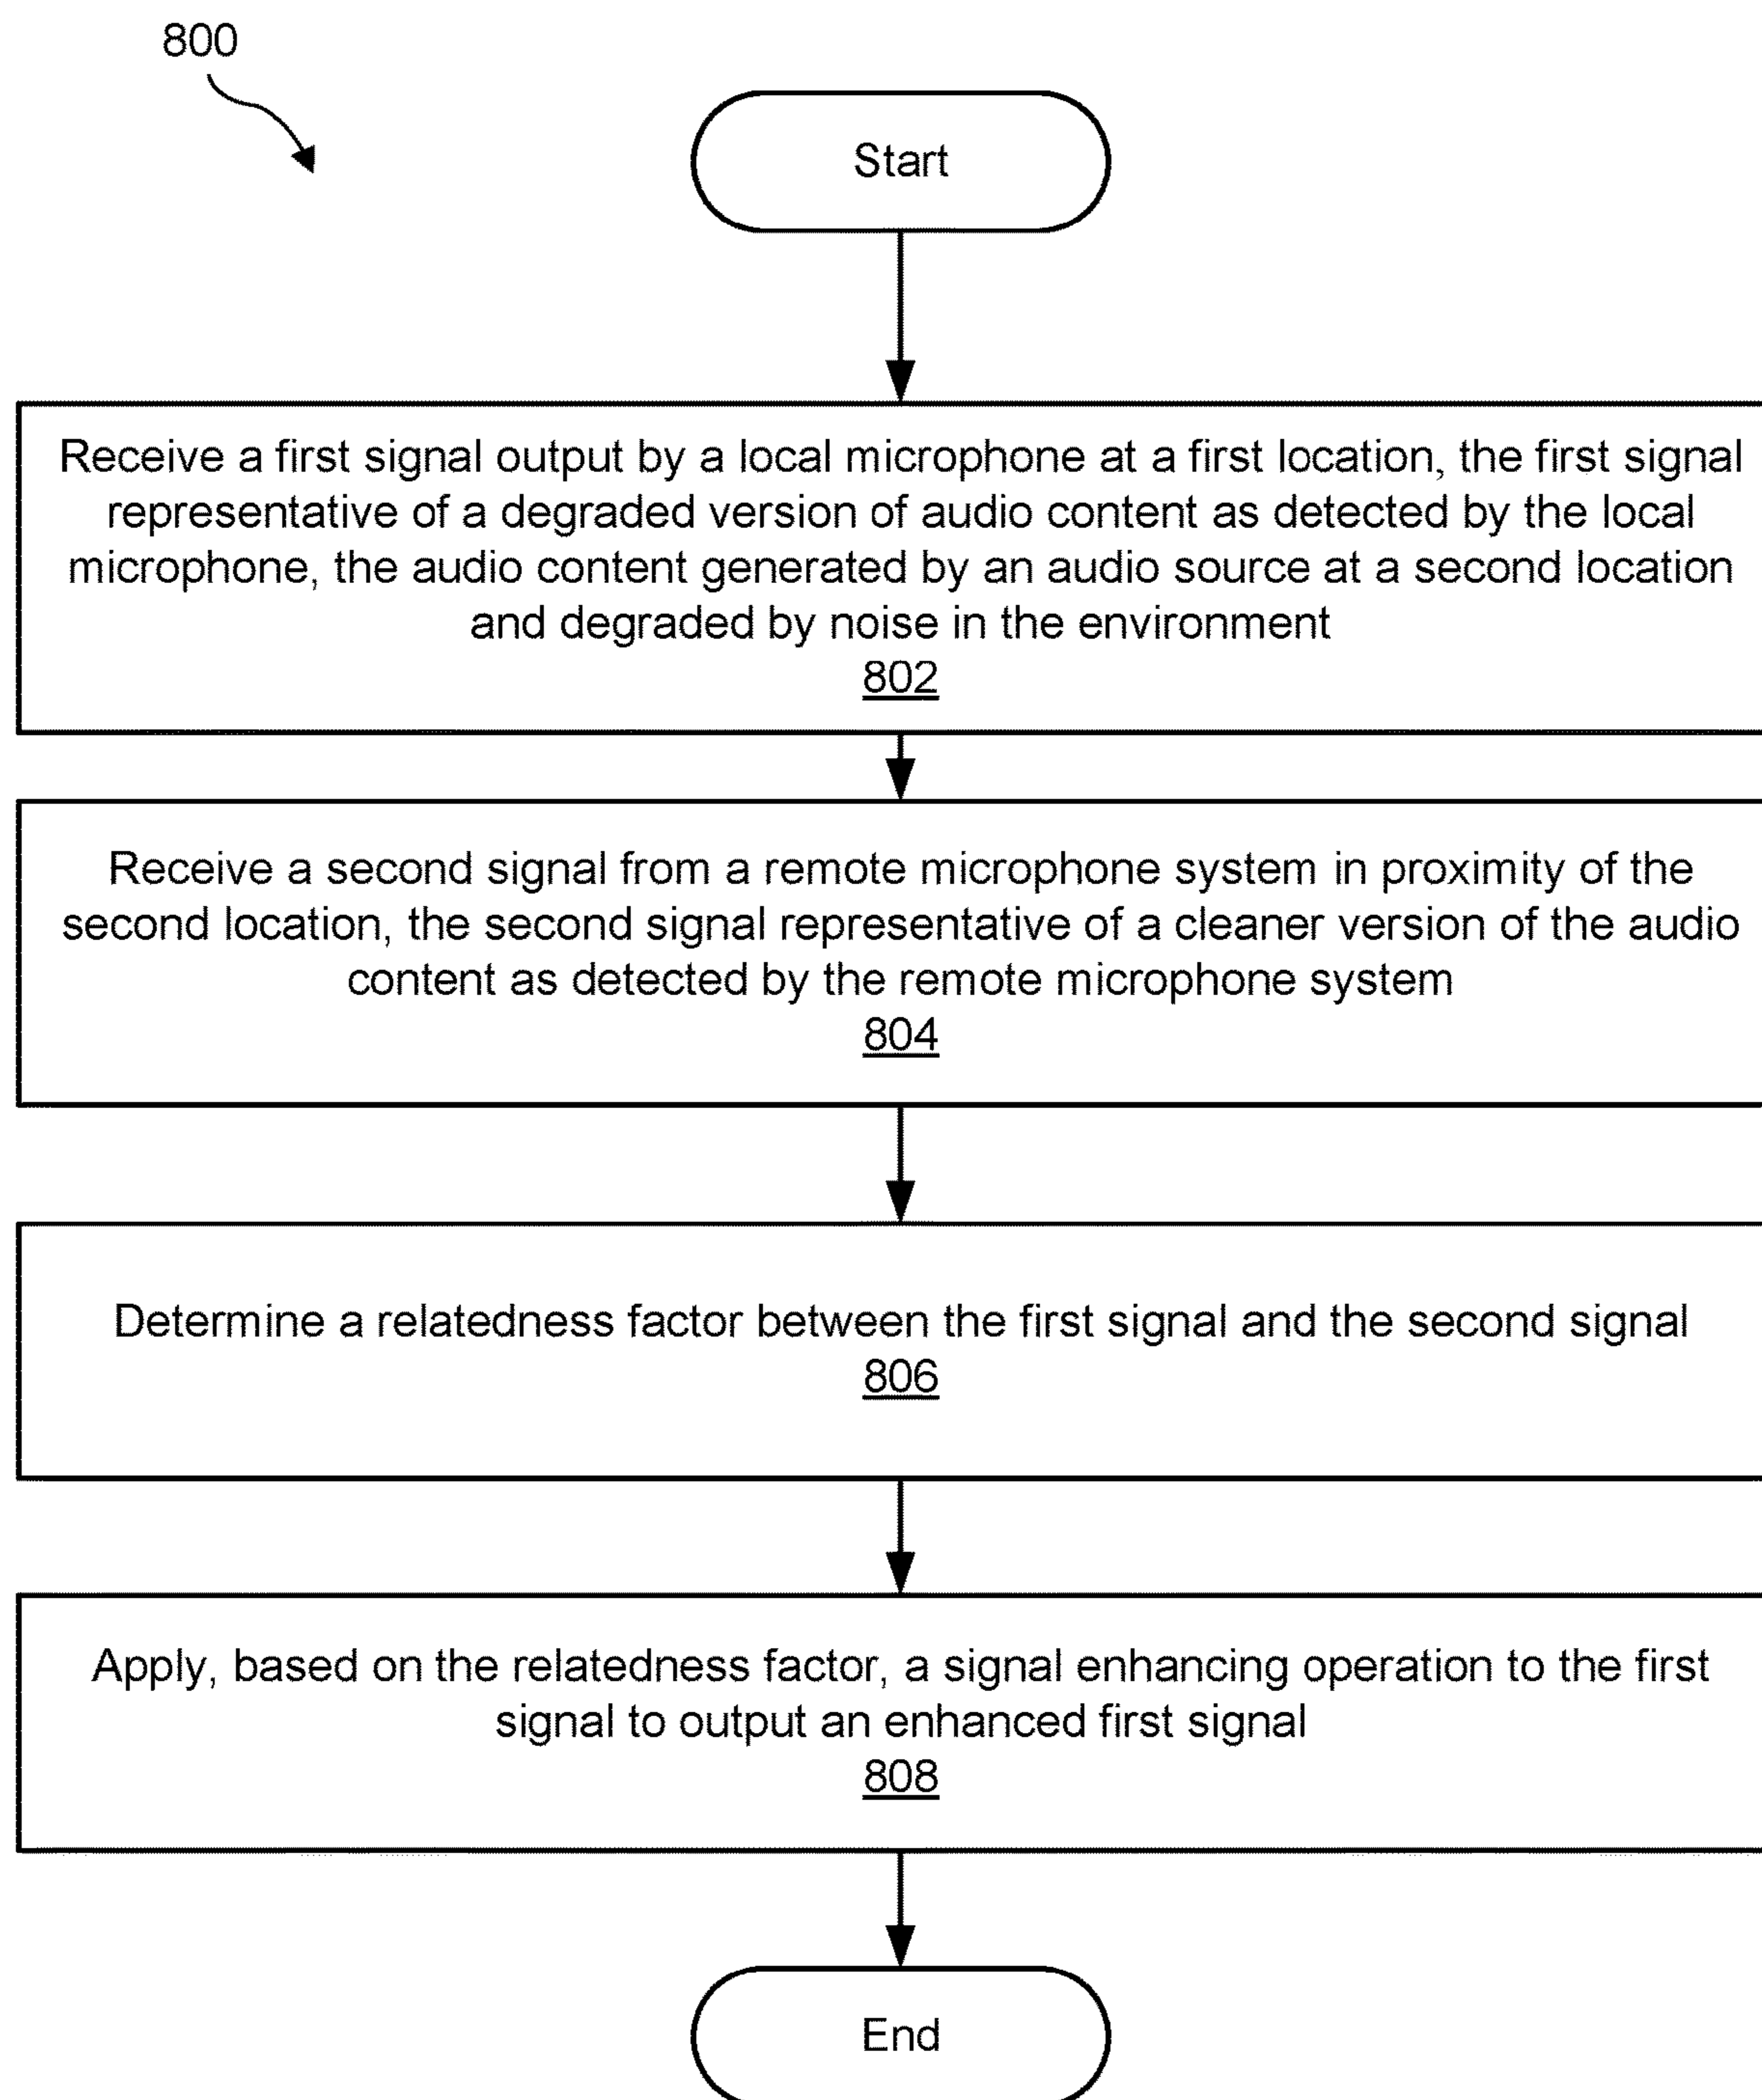 800
Start
Receive a first signal output by a local microphone at a first location, the first signal
representative of a degraded version of audio content as detected by the local
microphone, the audio content generated by an audio source at a second location
and degraded by noise in the environment
802
Receive a second signal from a remote microphone system in proximity of the
second location, the second signal representative of a cleaner version of the audio
content as detected by the remote microphone system
804
Determine a relatedness factor between the first signal and the second signal
806
Apply, based on the relatedness factor, a signal enhancing operation to the first
signal to output an enhanced first signal
808
End